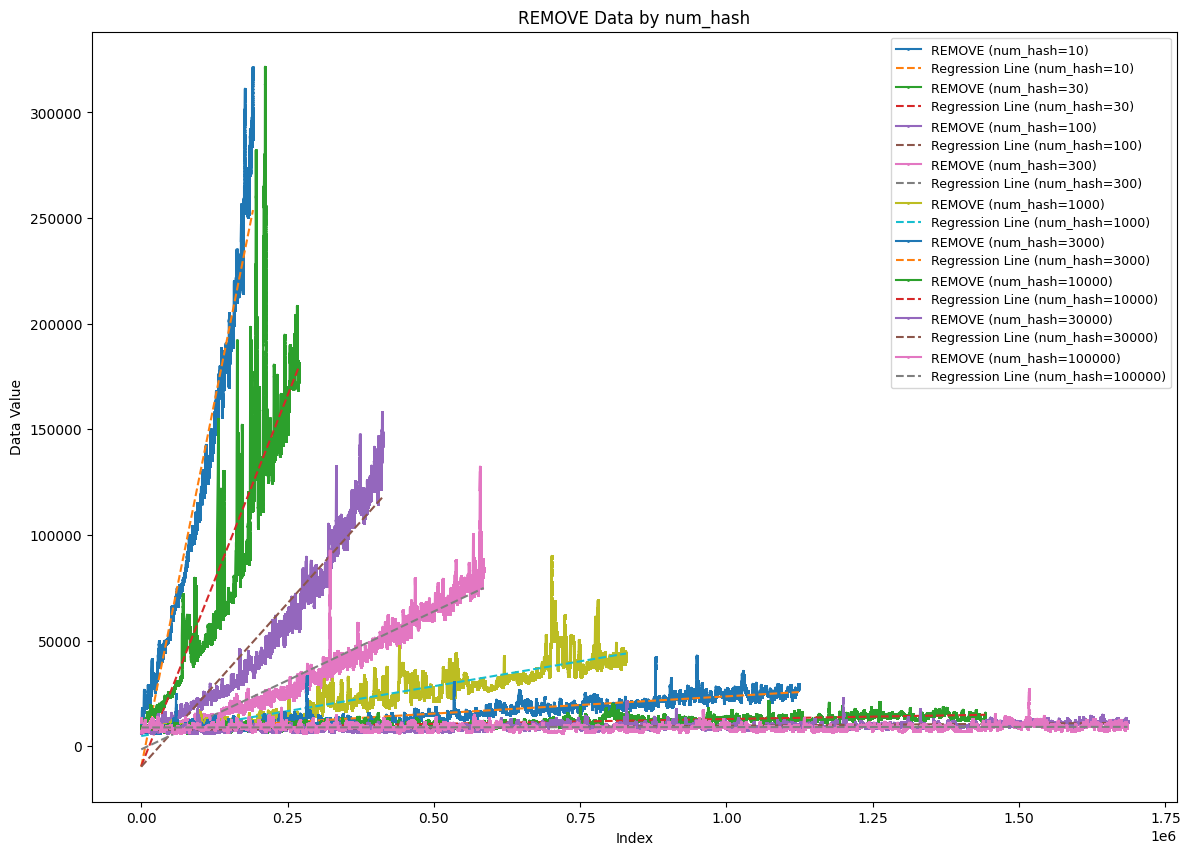 REMOVE Data by num_hash
REMOVE (num_hash=10)
Regression Line (num_hash=10)
REMOVE (num_hash=30)
Regression Line (num_hash=30)
REMOVE (num_hash=100)
Regression Line (num_hash=100)
REMOVE (num_hash=300)
Regression Line (num_hash=300)
REMOVE (num_hash=1000)
Regression Line (num_hash=1000)
REMOVE (num_hash=3000)
Regression Line (num_hash=3000)
REMOVE (num_hash=10000)
Regression Line (num_hash=10000)
REMOVE (num_hash=30000)
Regression Line (num_hash=30000)
REMOVE (num_hash=100000)
Regression Line (num_hash=100000)
Data Value
300000
250000
200000
150000
100000
50000
0
0.00 0.25 0.50 0.75 1.00 1.25 1.50 1.75
1e6
Index